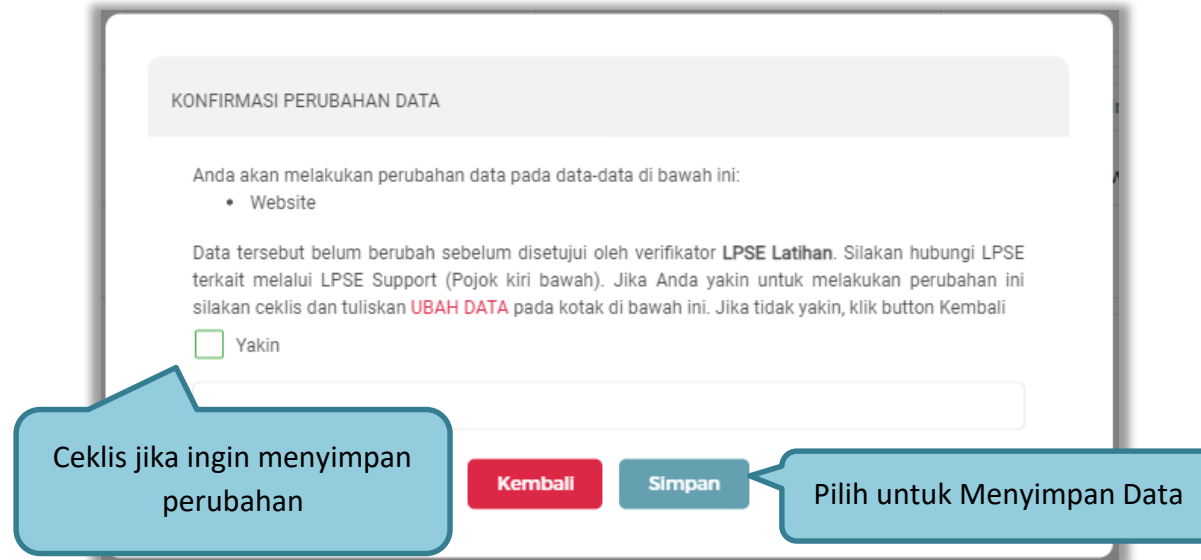 KONFIRMASI PERUBAHAN DATA
Anda akan melakukan perubahan data pada data-data di bawah ini:
• Website
Data tersebut belum berubah sebelum disetujui oleh verifikator LPSE Latihan. Silakan hubungi LPSE
terkait melalui LPSE Support (Pojok kiri bawah). Jika Anda yakin untuk melakukan perubahan ini
silakan ceklis dan tuliskan UBAH DATA pada kotak di bawah ini. Jika tidak yakin, klik button Kembali
Yakin
Ceklis jika ingin menyimpan
perubahan
Kembali
Simpan
Pilih untuk Menyimpan Data